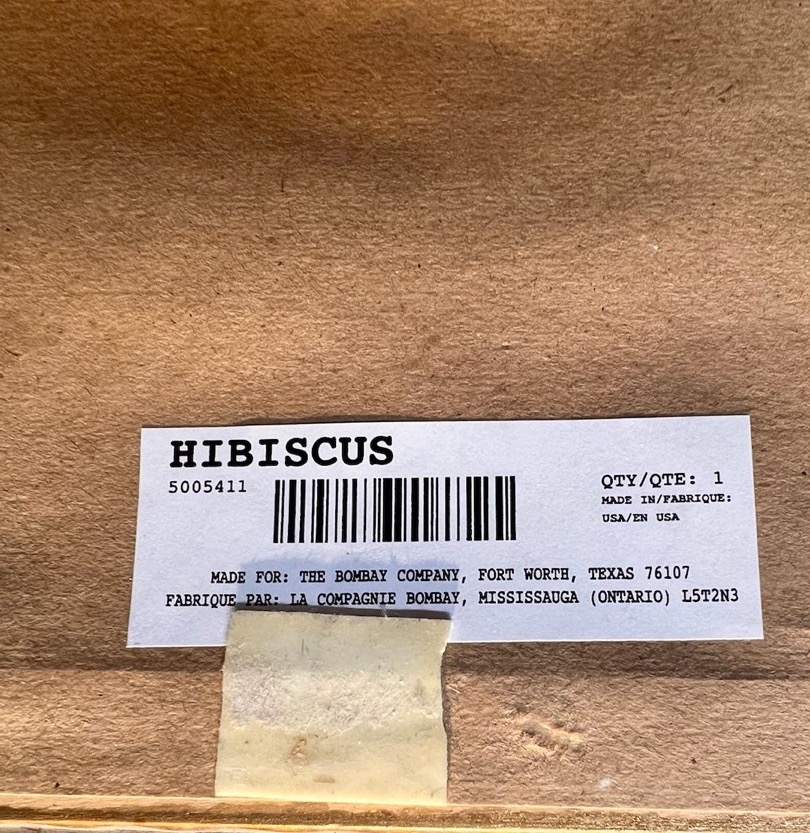 HIBISCUS
5005411
QTY/QTE: 1
MADE IN/FABRIQUE:
USA/EN USA
MADE FOR: THE BOMBAY COMPANY, FORT WORTH, TEXAS 76107
FABRIQUE PAR: LA COMPAGNIE BOMBAY, MISSISSAUGA (ONTARIO) L5T2N3